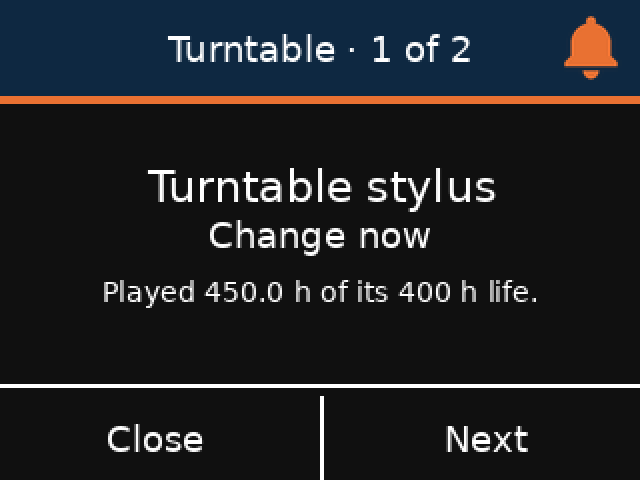 Turntable · 1 of 2
Turntable stylus
Change now
Played 450.0 h of its 400 h life.
Close
Next